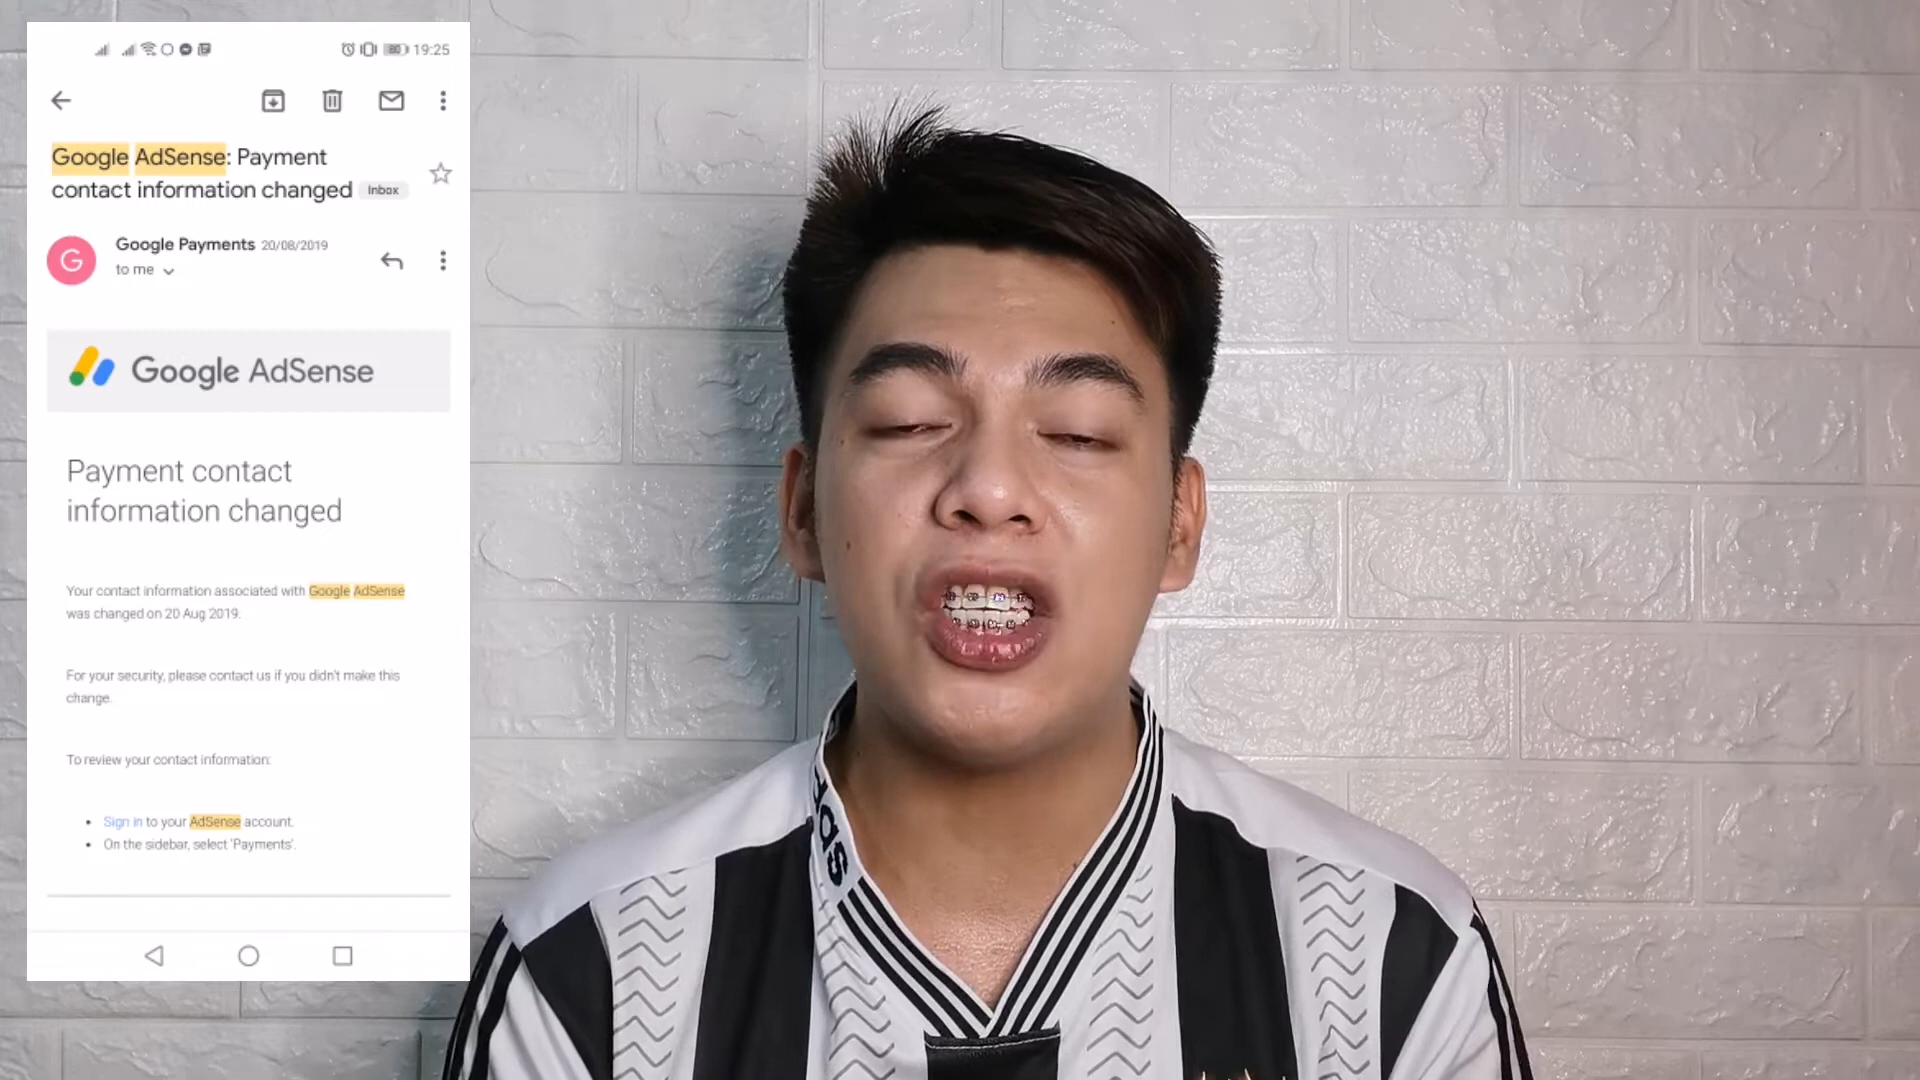 19:25
Google AdSense: Payment
contact information changed Inbox
G
Google Payments 20/08/2019
to me
Google AdSense
Payment contact
information changed
Your contact information associated with Google AdSense
was changed on 20 Aug 2019.
For your security, please contact us if you didn't make this
change.
To review your contact information:
• Sign in to your AdSense account.
• On the sidebar, select 'Payments'.
adidas